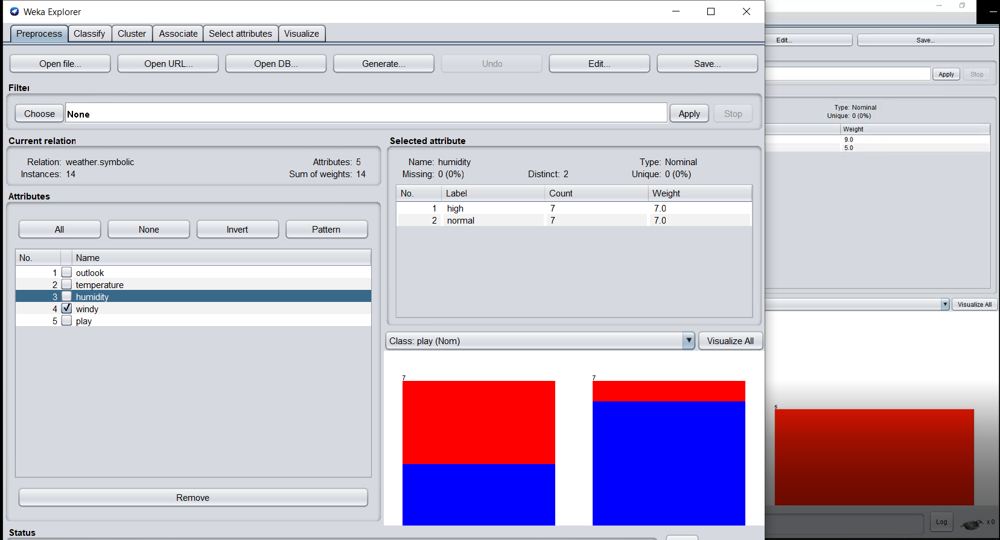 Weka Explorer
Preprocess Classify Cluster Associate Select attributes Visualize
Open file... Open URL... Open DB... Generate... Undo Edit... Save...
Filter
Choose None Apply Stop
Current relation
Relation: weather.symbolic Attributes: 5
Instances: 14 Sum of weights: 14
Attributes
All None Invert Pattern
No. Name
1 outlook
2 temperature
3 humidity
4 windy
5 play
Remove
Status
Selected attribute
Name: humidity Type: Nominal
Missing: 0 (0%) Distinct: 2 Unique: 0 (0%)
No. Label Count Weight
1 high 7 7.0
2 normal 7 7.0
Class: play (Nom) Visualize All
7 7
Edit... Save...
Apply Stop
Type: Nominal
Unique: 0 (0%)
Weight
9.0
5.0
Visualize All
5
Log x 0